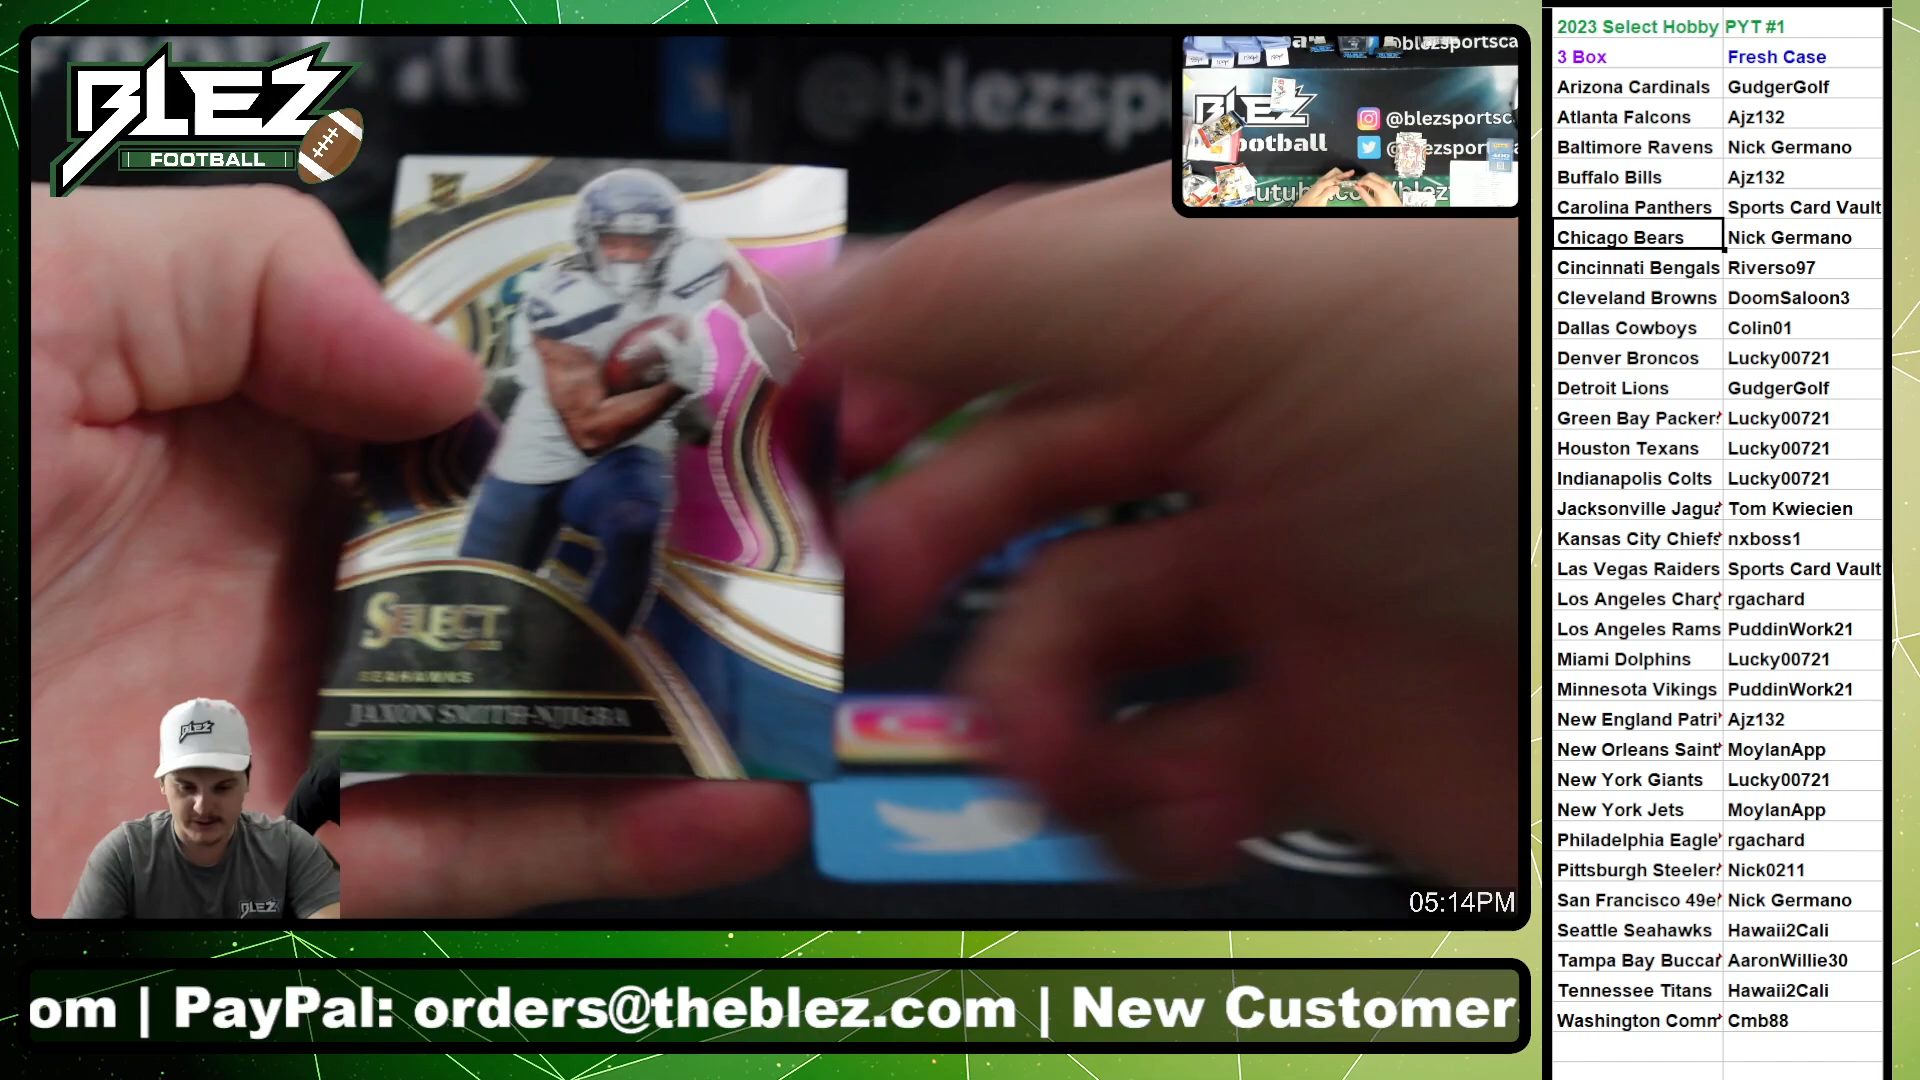 BLEZ
FOOTBALL
SELECT
SEAHAWKS
JAXON SMITH-NJIGBA
@blezsp
BLEZ
ootball
@blezsportsc
BLEZ
BLEZ
05:14PM
om | PayPal: orders@theblez.com | New Customer
2023 Select Hobby PYT #1
3 Box Fresh Case
Arizona Cardinals GudgerGolf
Atlanta Falcons Ajz132
Baltimore Ravens Nick Germano
Buffalo Bills Ajz132
Carolina Panthers Sports Card Vault
Chicago Bears Nick Germano
Cincinnati Bengals Riverso97
Cleveland Browns DoomSaloon3
Dallas Cowboys Colin01
Denver Broncos Lucky00721
Detroit Lions GudgerGolf
Green Bay Packer Lucky00721
Houston Texans Lucky00721
Indianapolis Colts Lucky00721
Jacksonville Jagua Tom Kwiecien
Kansas City Chiefs nxboss1
Las Vegas Raiders Sports Card Vault
Los Angeles Charg rgachard
Los Angeles Rams PuddinWork21
Miami Dolphins Lucky00721
Minnesota Vikings PuddinWork21
New England Patri Ajz132
New Orleans Saint MoylanApp
New York Giants Lucky00721
New York Jets MoylanApp
Philadelphia Eagle rgachard
Pittsburgh Steeler Nick0211
San Francisco 49e Nick Germano
Seattle Seahawks Hawaii2Cali
Tampa Bay Buccar AaronWillie30
Tennessee Titans Hawaii2Cali
Washington Comm Cmb88